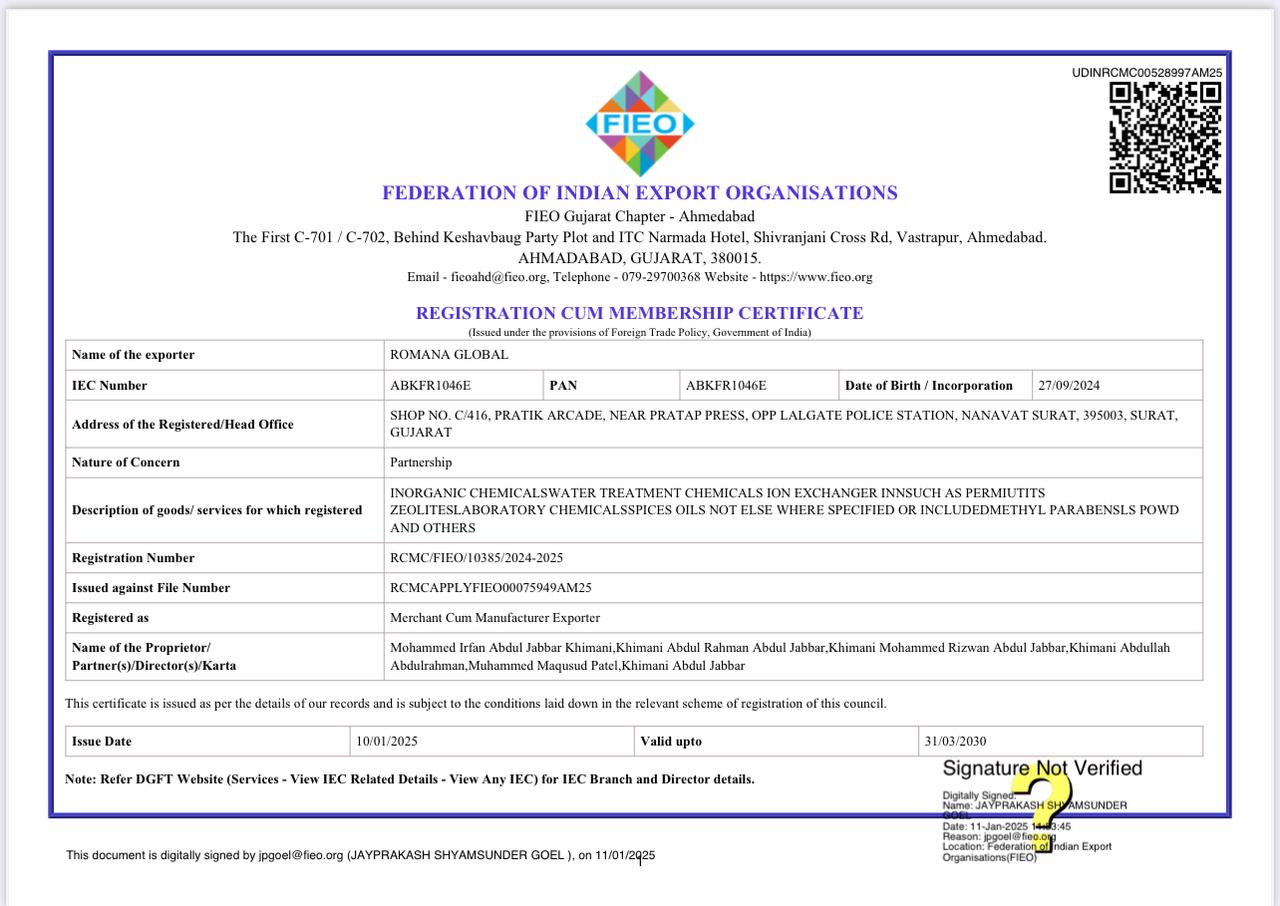 UDINRCMC00528997AM25
FIEO
FEDERATION OF INDIAN EXPORT ORGANISATIONS
FIEO Gujarat Chapter - Ahmedabad
The First C-701 / C-702, Behind Keshavbaug Party Plot and ITC Narmada Hotel, Shivranjani Cross Rd, Vastrapur, Ahmedabad.
AHMADABAD, GUJARAT, 380015.
Email - fieoahd@fieo.org, Telephone - 079-29700368 Website - https://www.fieo.org
REGISTRATION CUM MEMBERSHIP CERTIFICATE
(Issued under the provisions of Foreign Trade Policy, Government of India)
Name of the exporter ROMANA GLOBAL
IEC Number ABKFR1046E PAN ABKFR1046E Date of Birth / Incorporation 27/09/2024
Address of the Registered/Head Office SHOP NO. C/416, PRATIK ARCADE, NEAR PRATAP PRESS, OPP LALGATE POLICE STATION, NANAVAT SURAT, 395003, SURAT,
GUJARAT
Nature of Concern Partnership
Description of goods/ services for which registered INORGANIC CHEMICALSWATER TREATMENT CHEMICALS ION EXCHANGER INNSUCH AS PERMIUTITS
ZEOLITESLABORATORY CHEMICALSSPICES OILS NOT ELSE WHERE SPECIFIED OR INCLUDEDMETHYL PARABENSLS POWD
AND OTHERS
Registration Number RCMC/FIEO/10385/2024-2025
Issued against File Number RCMCAPPLYFIEO00075949AM25
Registered as Merchant Cum Manufacturer Exporter
Name of the Proprietor/
Partner(s)/Director(s)/Karta
Mohammed Irfan Abdul Jabbar Khimani,Khimani Abdul Rahman Abdul Jabbar,Khimani Mohammed Rizwan Abdul Jabbar,Khimani Abdullah
Abdulrahman,Muhammed Maqusud Patel,Khimani Abdul Jabbar
This certificate is issued as per the details of our records and is subject to the conditions laid down in the relevant scheme of registration of this council.
Issue Date 10/01/2025 Valid upto 31/03/2030
Note: Refer DGFT Website (Services - View IEC Related Details - View Any IEC) for IEC Branch and Director details.
Signature Not Verified
Digitally Signed.
Name: JAYPRAKASH SHYAMSUNDER
GOEL
Date: 11-Jan-2025
Reason: jpgoel@fieo.org
Location: Federation of Indian Export
Organisations(FIEO)
This document is digitally signed by jpgoel@fieo.org (JAYPRAKASH SHYAMSUNDER GOEL ), on 11/01/2025
1